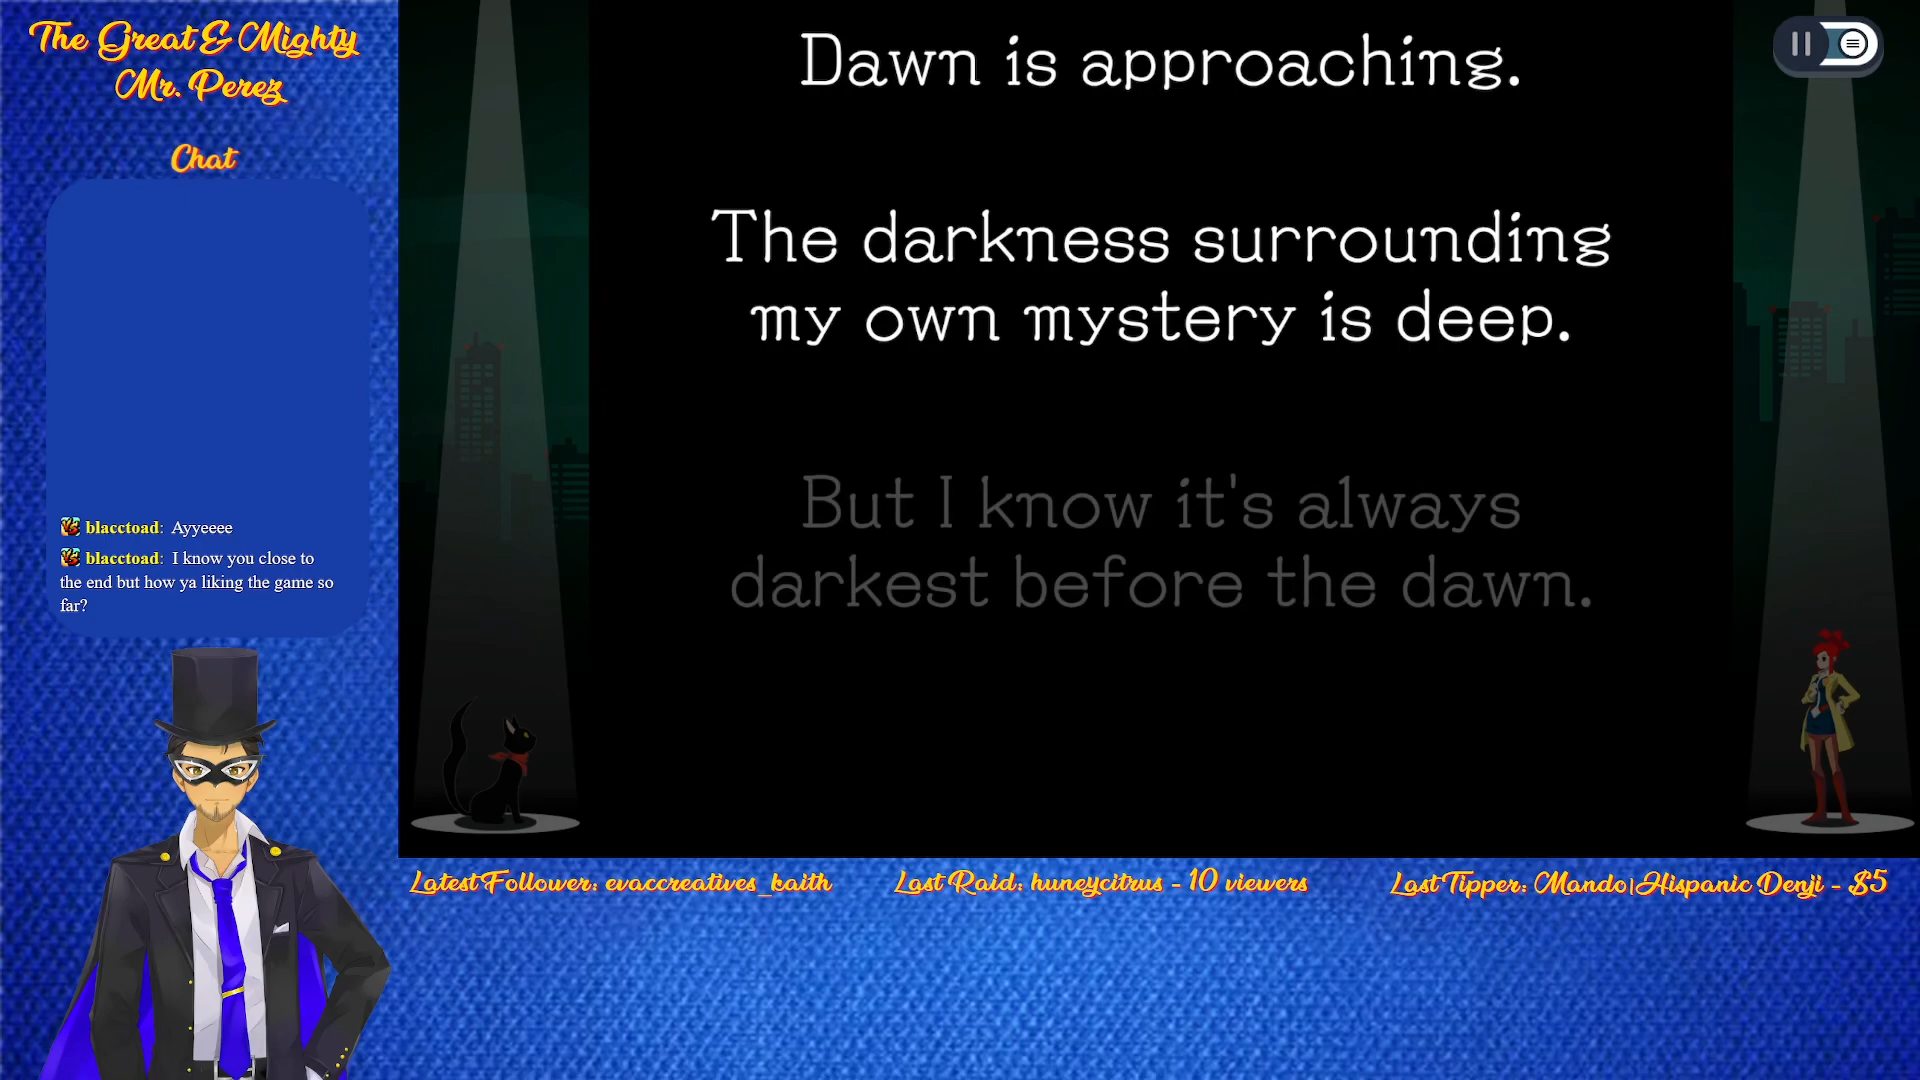 The Great & Mighty
Mr. Perez
Chat
blacctoad: Ayyeeee
blacctoad: I know you close to
the end but how ya liking the game so
far?
Dawn is approaching.
The darkness surrounding
my own mystery is deep.
But I know it's always
darkest before the dawn.
Latest Follower: evaccreatives_kaith
Last Raid: huneycitrus - 10 viewers
Last Tipper: Mando|Hispanic Denji - $5